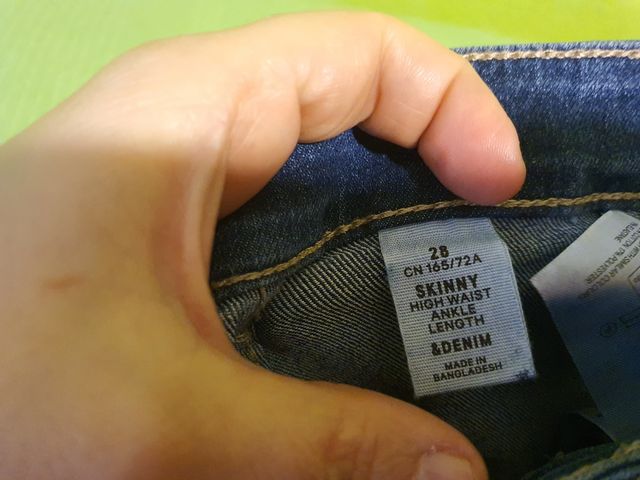 28
CN 165/72A
SKINNY
HIGH WAIST
ANKLE
LENGTH
&DENIM
MADE IN
BANGLADESH